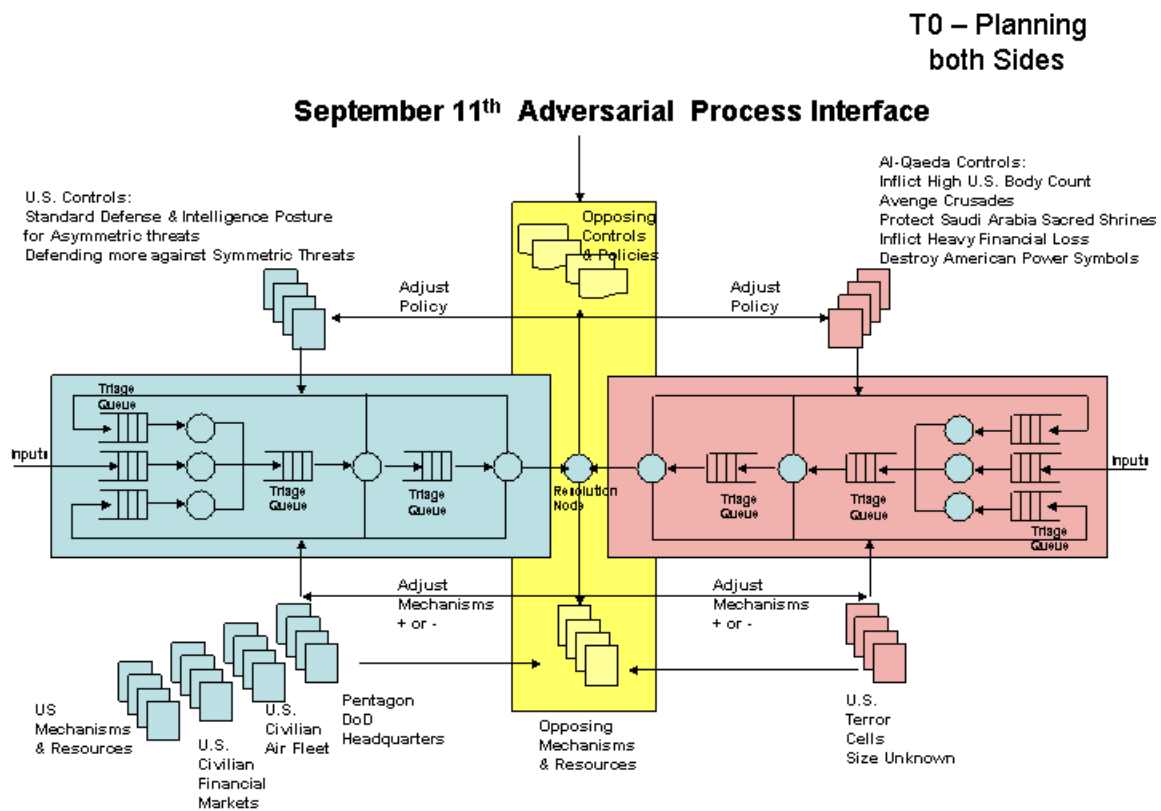 T0 – Planning
both Sides
September 11th Adversarial Process Interface
U.S. Controls:
Standard Defense & Intelligence Posture
for Asymmetric threats
Defending more against Symmetric Threats
Opposing
Controls
& Policies
Al-Qaeda Controls:
Inflict High U.S. Body Count
Avenge Crusades
Protect Saudi Arabia Sacred Shrines
Inflict Heavy Financial Loss
Destroy American Power Symbols
Adjust
Policy
Adjust
Policy
Triage
Queue
Inputs
Triage
Queue
Triage
Queue
Triage
Queue
Resolution
Node
Triage
Queue
Triage
Queue
Inputs
Triage
Queue
Adjust
Mechanisms
+ or -
Adjust
Mechanisms
+ or -
US
Mechanisms
& Resources
U.S.
Civilian
Financial
Markets
U.S.
Civilian
Air Fleet
Pentagon
DoD
Headquarters
Opposing
Mechanisms
& Resources
U.S.
Terror
Cells
Size Unknown